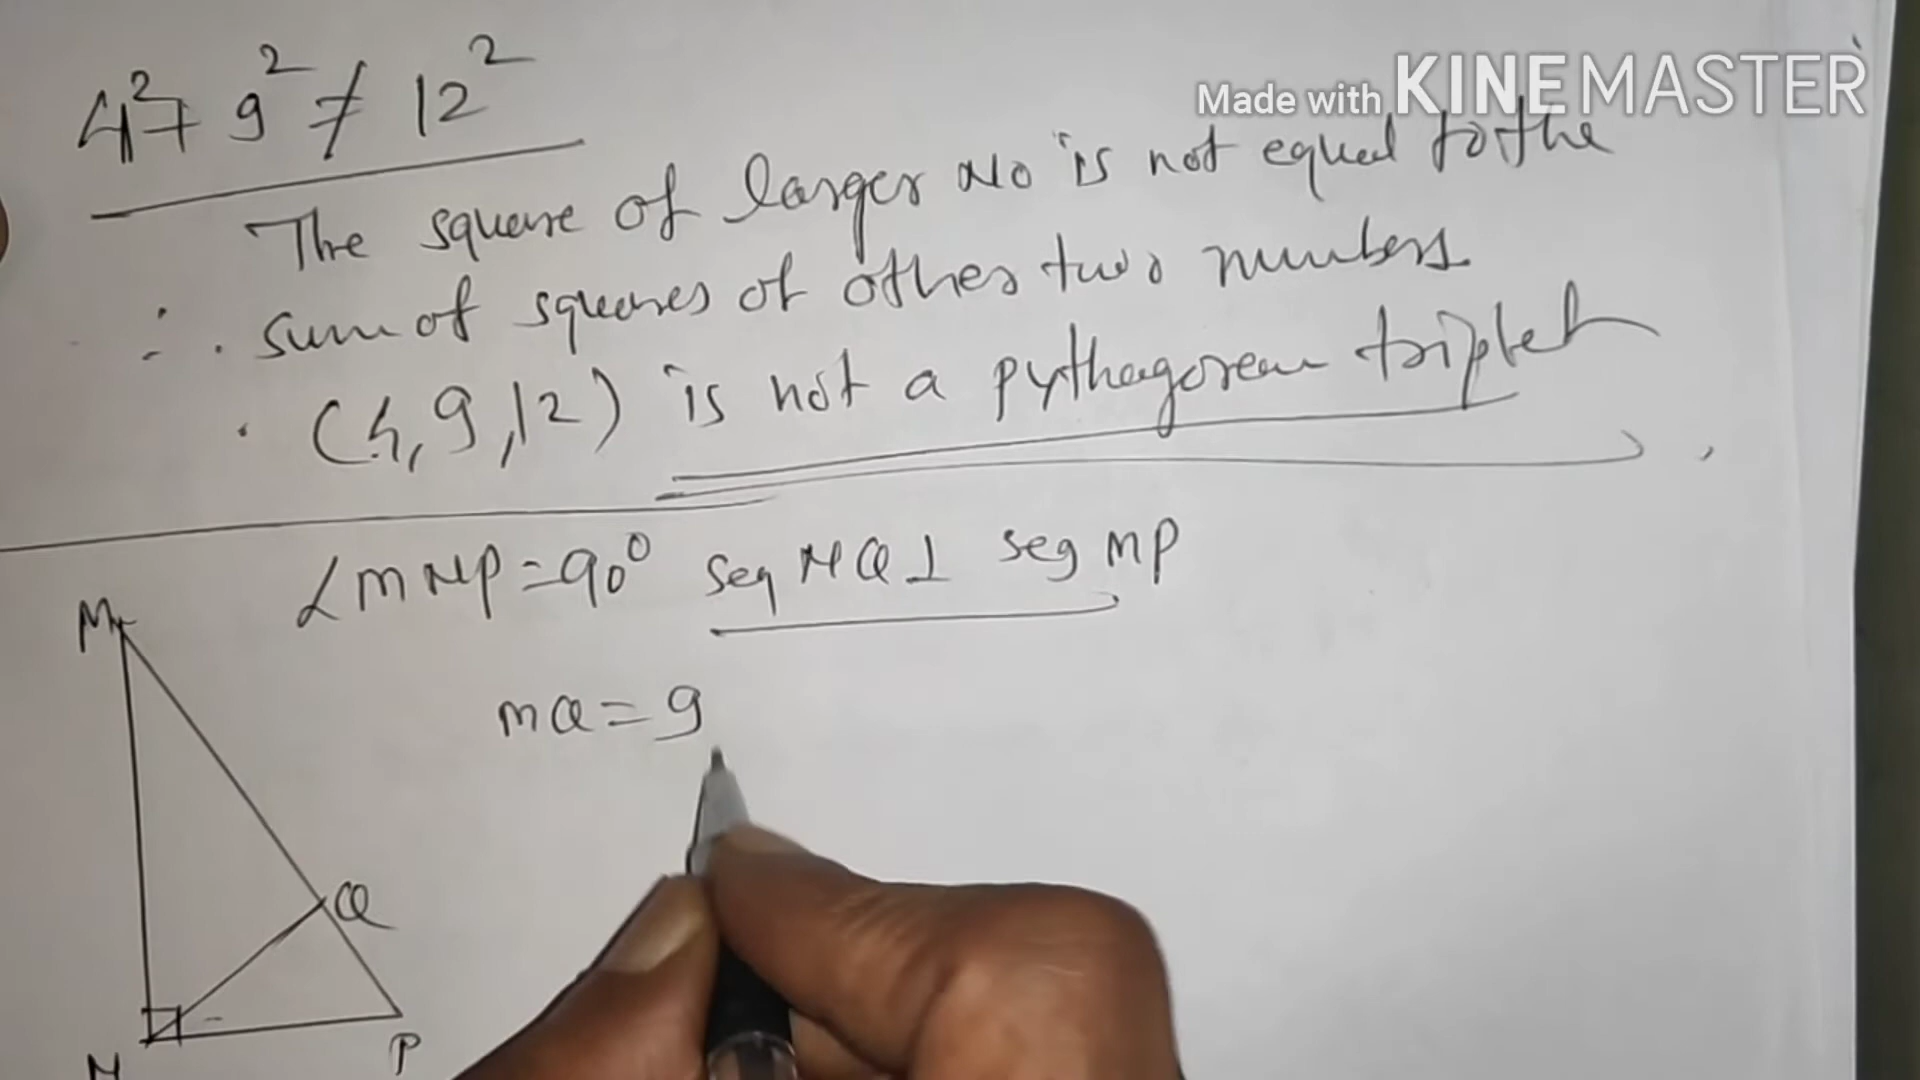 4² + 9² ≠ 12²
Made with KINEMASTER
The square of larger No is not equal to the
∴ sum of squares of other two numbers
(4,9,12) is not a pythagorean triplet
∠MNP=90° seg NQ⊥ seg MP
M
MQ=9
Q
N
P